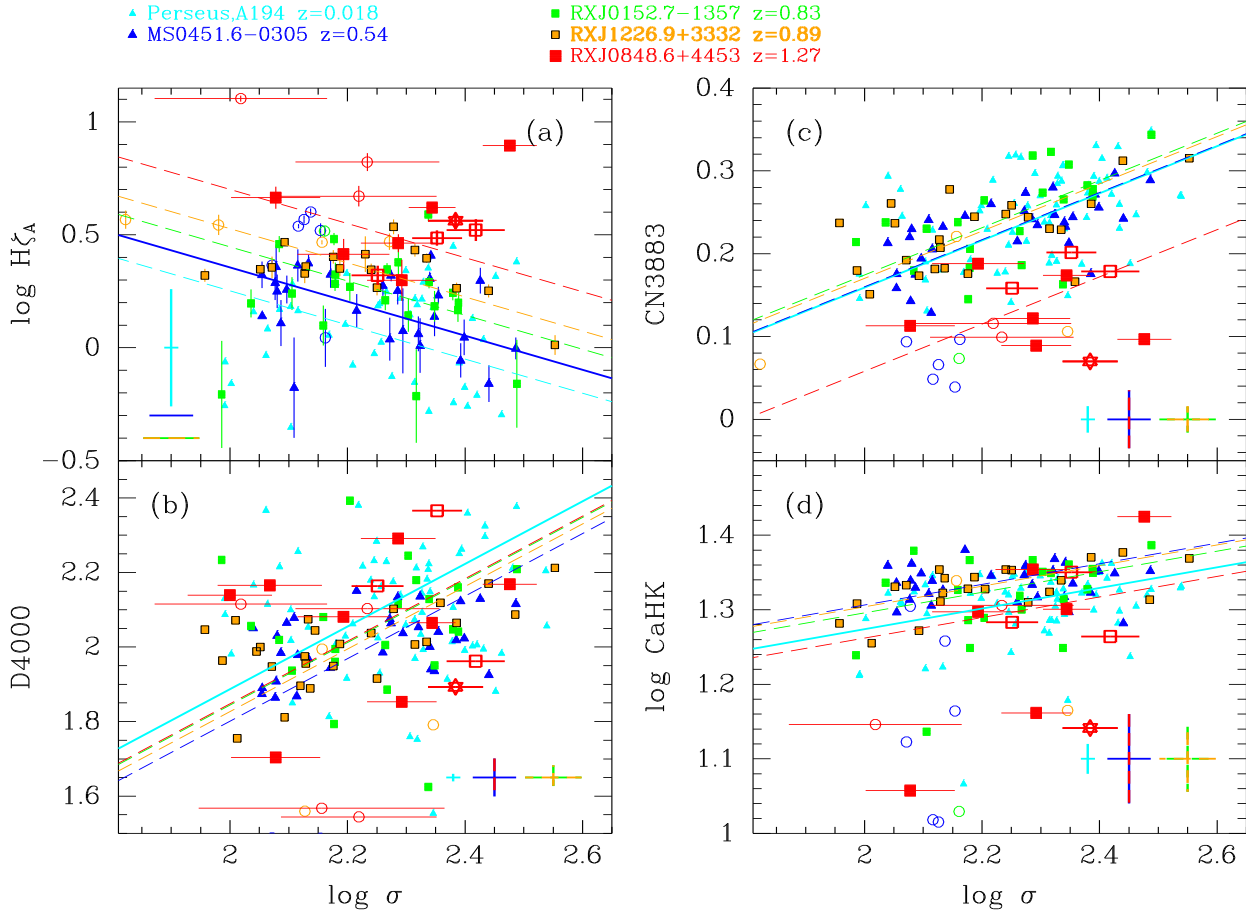 Perseus,A194 z=0.018
MS0451.6−0305 z=0.54
RXJ0152.7−1357 z=0.83
RXJ1226.9+3332 z=0.89
RXJ0848.6+4453 z=1.27
(a)
log HζA
1
0.5
0
−0.5
(c)
CN3883
0.4
0.3
0.2
0.1
0
(b)
D4000
2.4
2.2
2
1.8
1.6
2
2.2
2.4
2.6
log σ
(d)
log CaHK
1.4
1.3
1.2
1.1
1
2
2.2
2.4
2.6
log σ